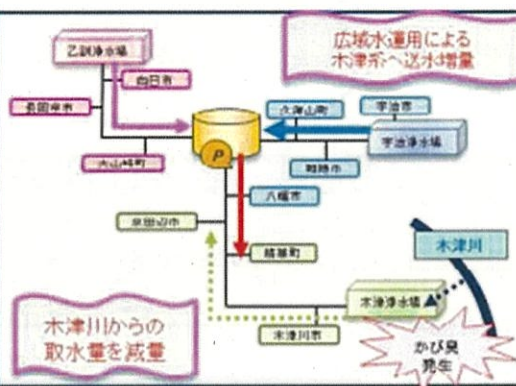 広域水運用による
木津系へ送水増量
乙訓浄水場
向日市
長岡京市
大山崎町
久御山町
宇治市
宇治浄水場
城陽市
P
八幡市
京田辺市
精華町
木津川
木津浄水場
木津川市
かび臭
発生
木津川からの
取水量を減量